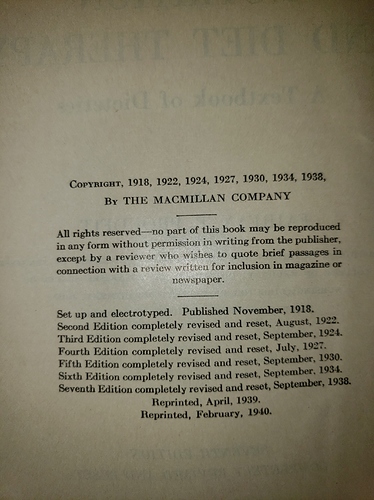 COPYRIGHT, 1918, 1922, 1924, 1927, 1930, 1934, 1938,
BY THE MACMILLAN COMPANY
All rights reserved—no part of this book may be reproduced
in any form without permission in writing from the publisher,
except by a reviewer who wishes to quote brief passages in
connection with a review written for inclusion in magazine or
newspaper.
Set up and electrotyped. Published November, 1918.
Second Edition completely revised and reset, August, 1922.
Third Edition completely revised and reset, September, 1924.
Fourth Edition completely revised and reset, July, 1927.
Fifth Edition completely revised and reset, September, 1930.
Sixth Edition completely revised and reset, September, 1934.
Seventh Edition completely revised and reset, September, 1938.
Reprinted, April, 1939.
Reprinted, February, 1940.